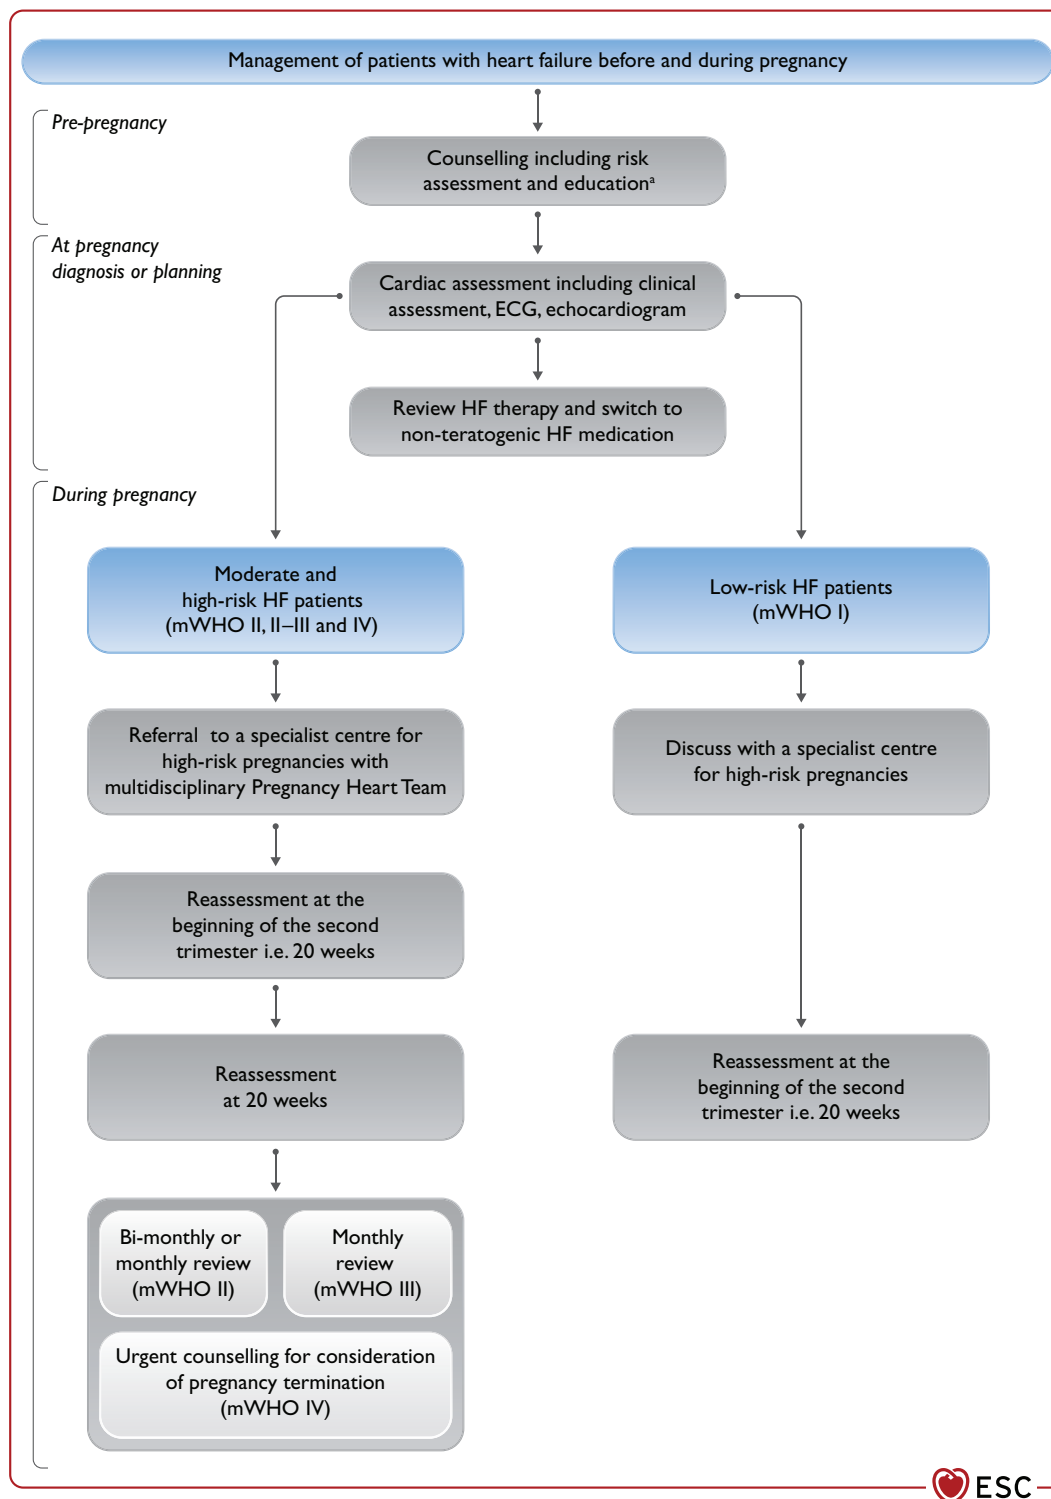 Management of patients with heart failure before and during pregnancy
Pre-pregnancy
Counselling including risk
assessment and educationᵃ
At pregnancy
diagnosis or planning
Cardiac assessment including clinical
assessment, ECG, echocardiogram
Review HF therapy and switch to
non-teratogenic HF medication
During pregnancy
Moderate and
high-risk HF patients
(mWHO II, II–III and IV)
Low-risk HF patients
(mWHO I)
Referral to a specialist centre for
high-risk pregnancies with
multidisciplinary Pregnancy Heart Team
Discuss with a specialist centre
for high-risk pregnancies
Reassessment at the
beginning of the second
trimester i.e. 20 weeks
Reassessment
at 20 weeks
Reassessment at the
beginning of the second
trimester i.e. 20 weeks
Bi-monthly or
monthly review
(mWHO II)
Monthly
review
(mWHO III)
Urgent counselling for consideration
of pregnancy termination
(mWHO IV)
ESC